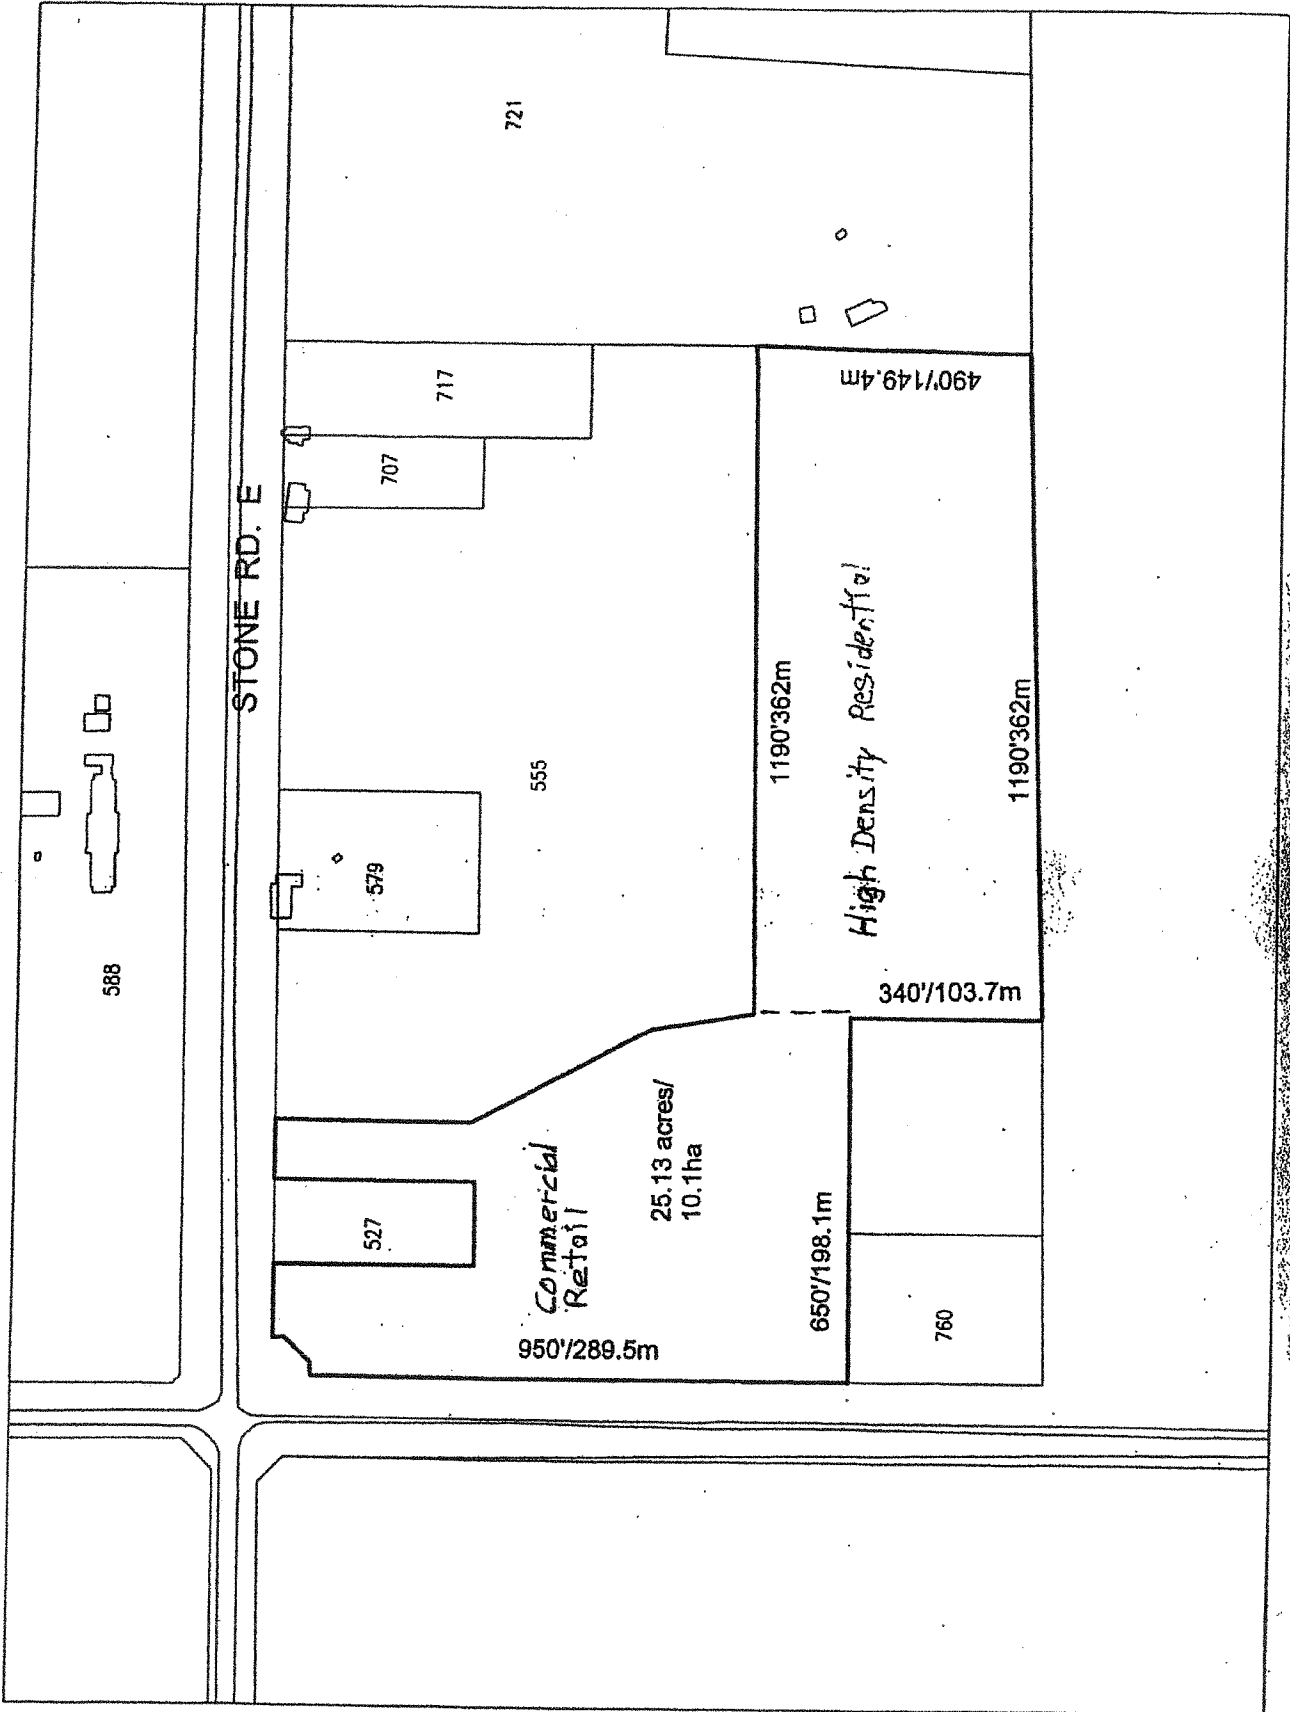 721
717
707
STONE RD. E
588
579
555
490'/149.4m
1190'362m
High Density Residential
1190'362m
340'/103.7m
527
Commercial
Retail
25.13 acres/
10.1ha
950'/289.5m
650'/198.1m
760